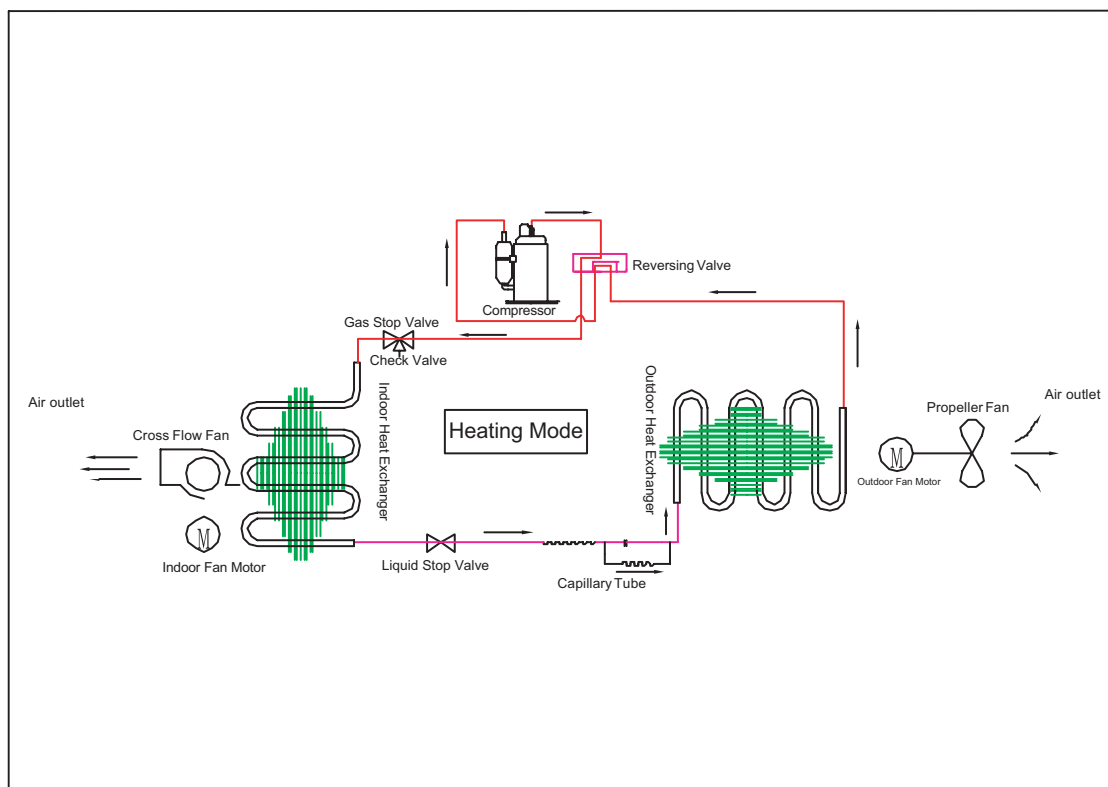 Reversing Valve
Compressor
Gas Stop Valve
Check Valve
Indoor Heat Exchanger
Outdoor Heat Exchanger
Air outlet
Cross Flow Fan
Heating Mode
Propeller Fan
Air outlet
M
Outdoor Fan Motor
M
Indoor Fan Motor
Liquid Stop Valve
Capillary Tube